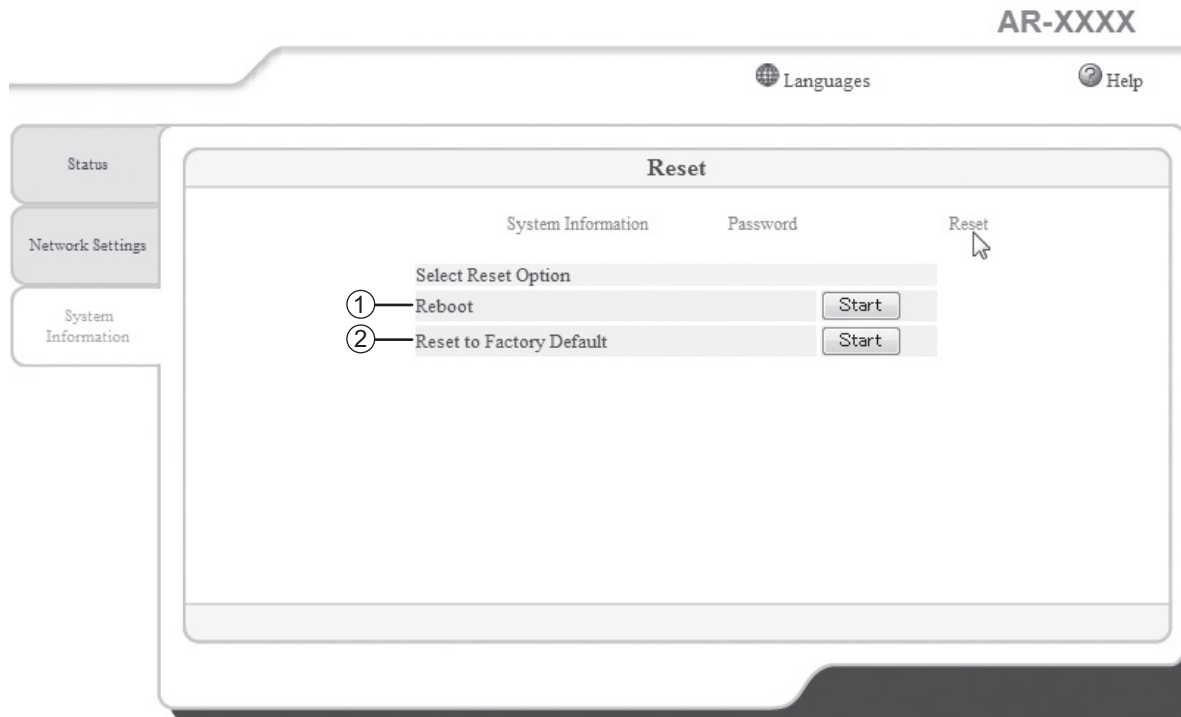 AR-XXXX
Languages
Help
Status
Network Settings
System
Information
Reset
System Information Password Reset
Select Reset Option
1 Reboot Start
2 Reset to Factory Default Start